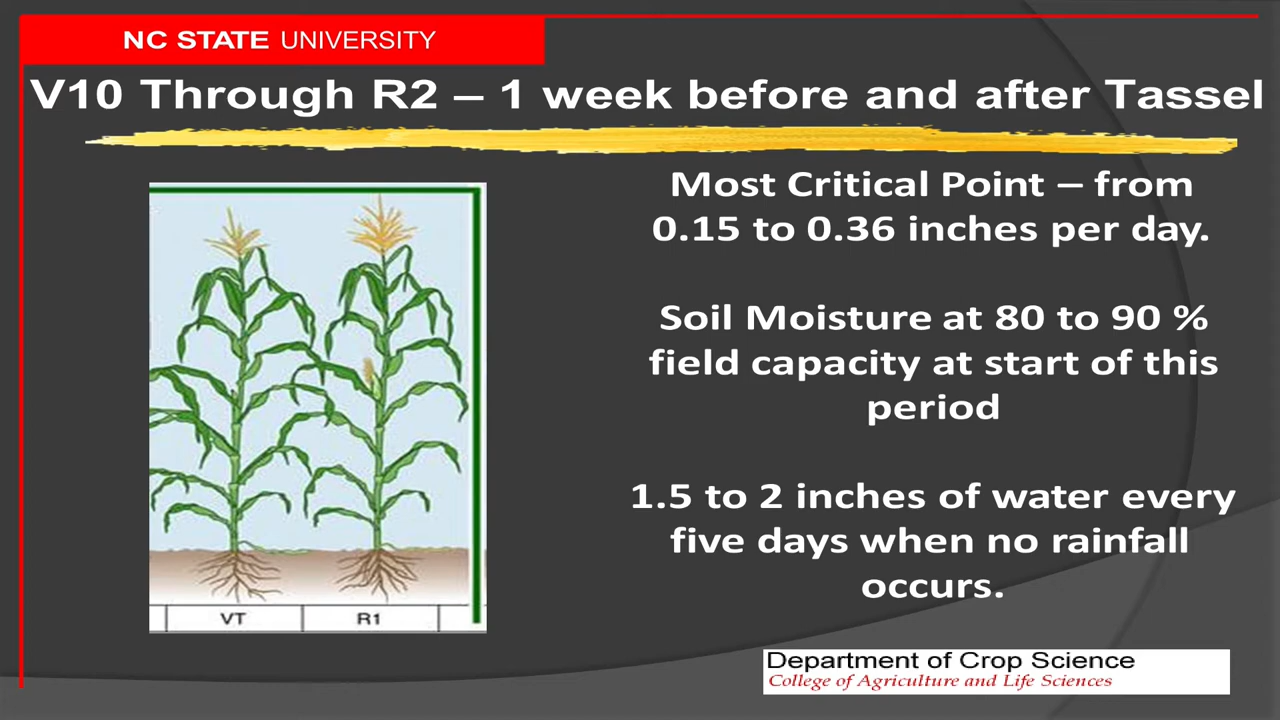 NC STATE UNIVERSITY
V10 Through R2 – 1 week before and after Tassel
Most Critical Point – from
0.15 to 0.36 inches per day.
Soil Moisture at 80 to 90 %
field capacity at start of this
period
1.5 to 2 inches of water every
five days when no rainfall
occurs.
VT R1
Department of Crop Science
College of Agriculture and Life Sciences